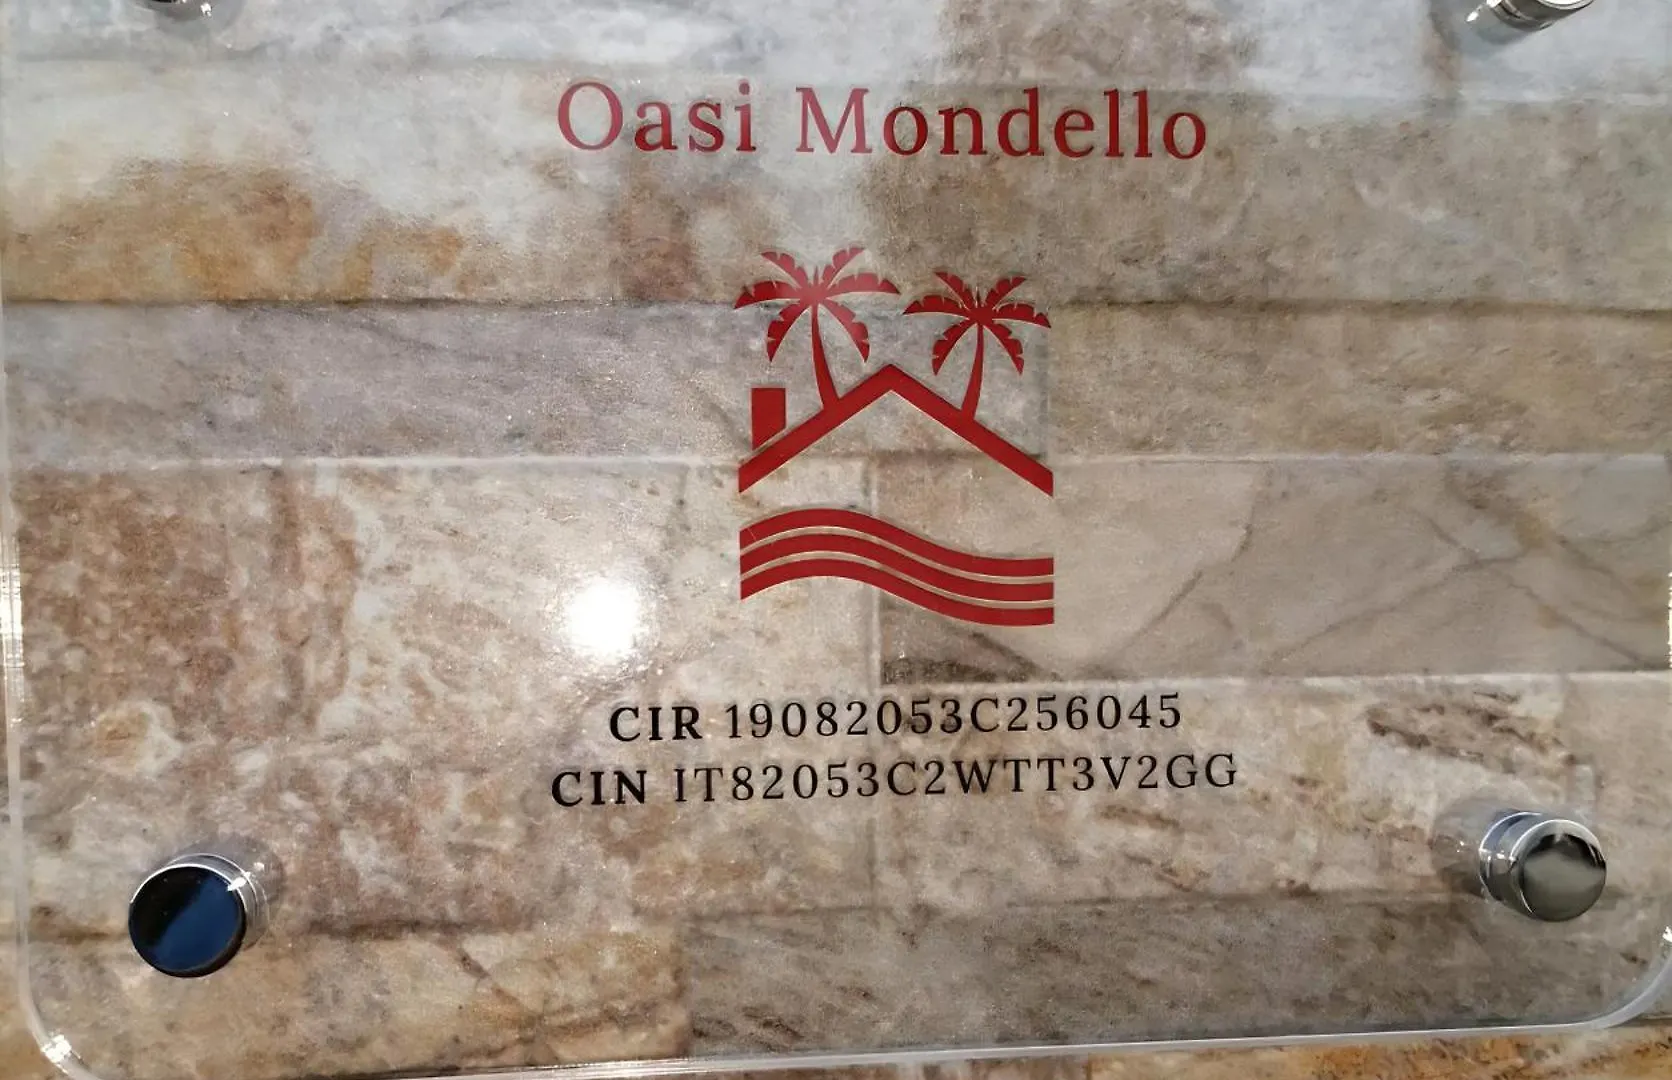 Oasi Mondello
CIR 19082053C256045
CIN IT82053C2WTT3V2GG